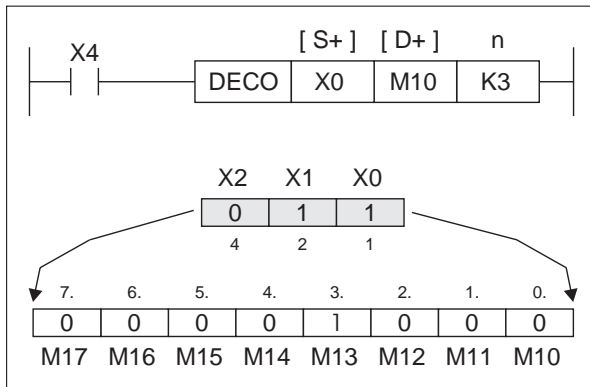 [ S+ ] [ D+ ] n
X4
DECO X0 M10 K3
X2 X1 X0
0 1 1
4 2 1
7. 6. 5. 4. 3. 2. 1. 0.
0 0 0 0 1 0 0 0
M17 M16 M15 M14 M13 M12 M11 M10